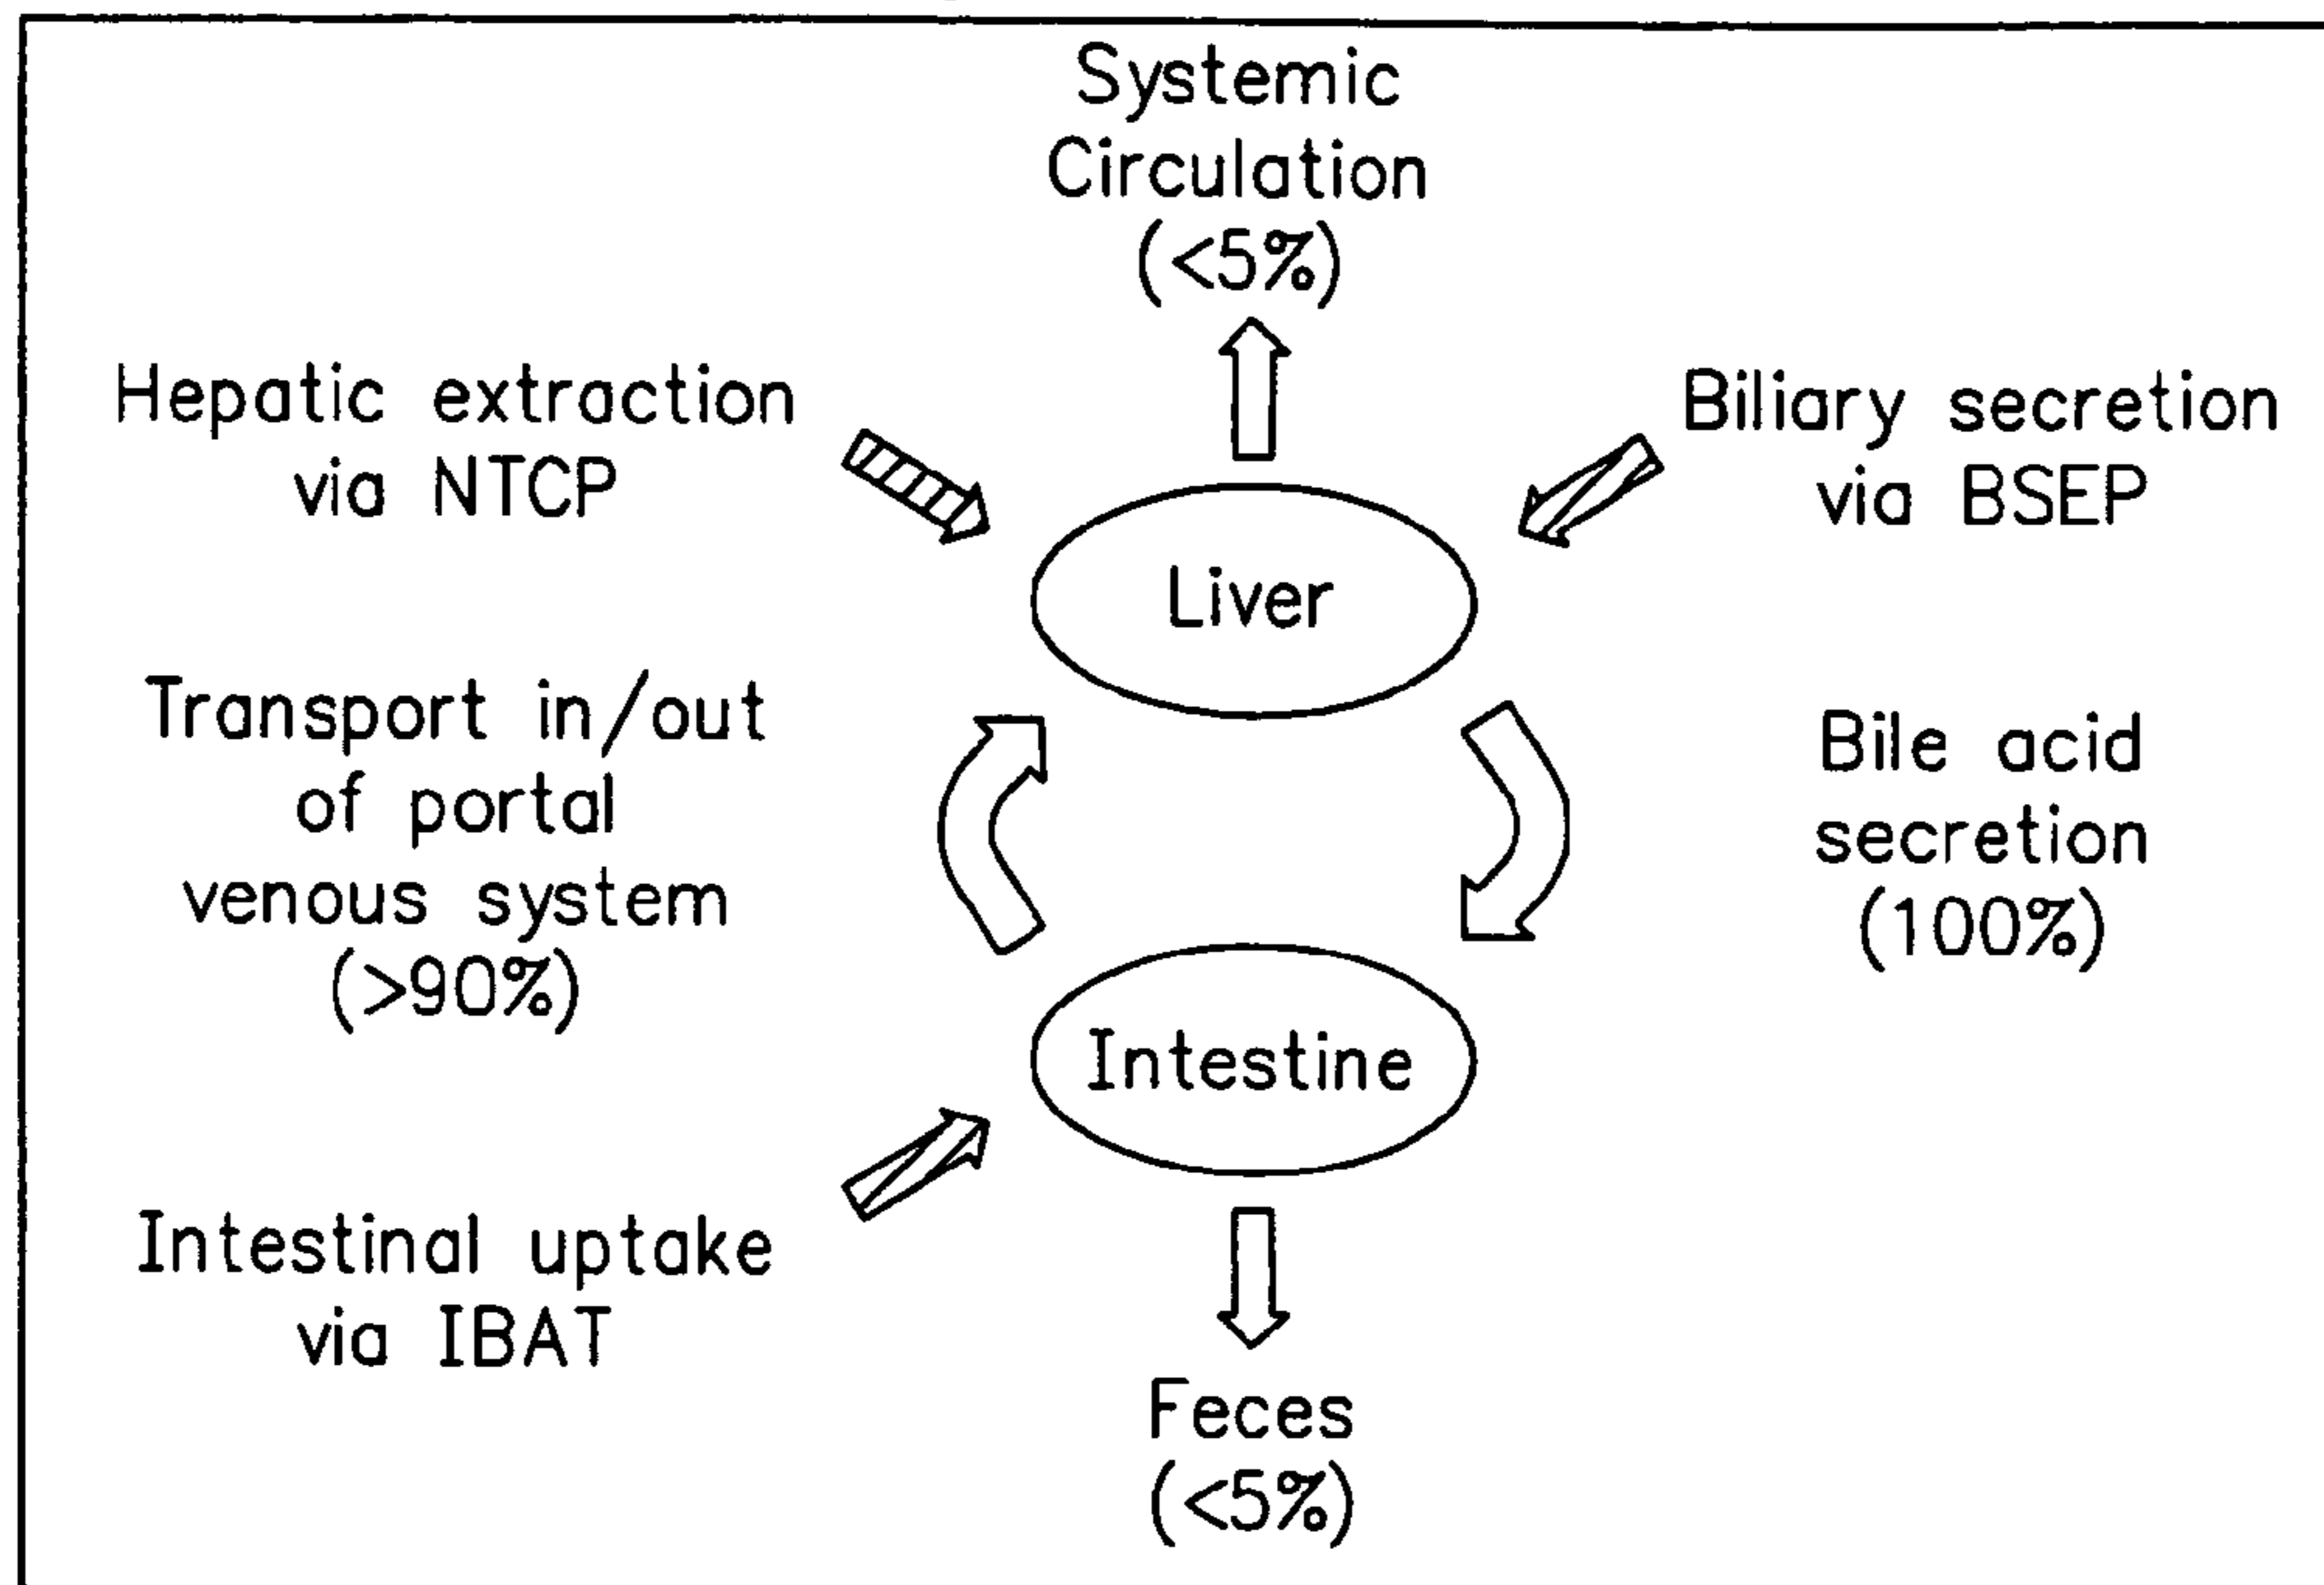 Systemic
Circulation
(<5%)
Hepatic extraction
via NTCP
Biliary secretion
via BSEP
Liver
Transport in/out
of portal
venous system
(>90%)
Bile acid
secretion
(100%)
Intestine
Intestinal uptake
via IBAT
Feces
(<5%)